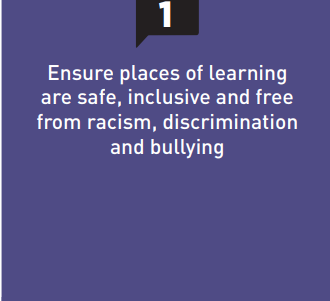 1
Ensure places of learning
are safe, inclusive and free
from racism, discrimination
and bullying